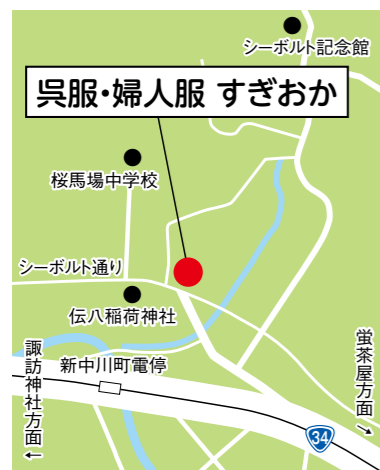 シーボルト記念館
呉服・婦人服 すぎおか
桜馬場中学校
シーボルト通り
伝八稲荷神社
新中川町電停
諏訪神社方面←
蛍茶屋方面→
34